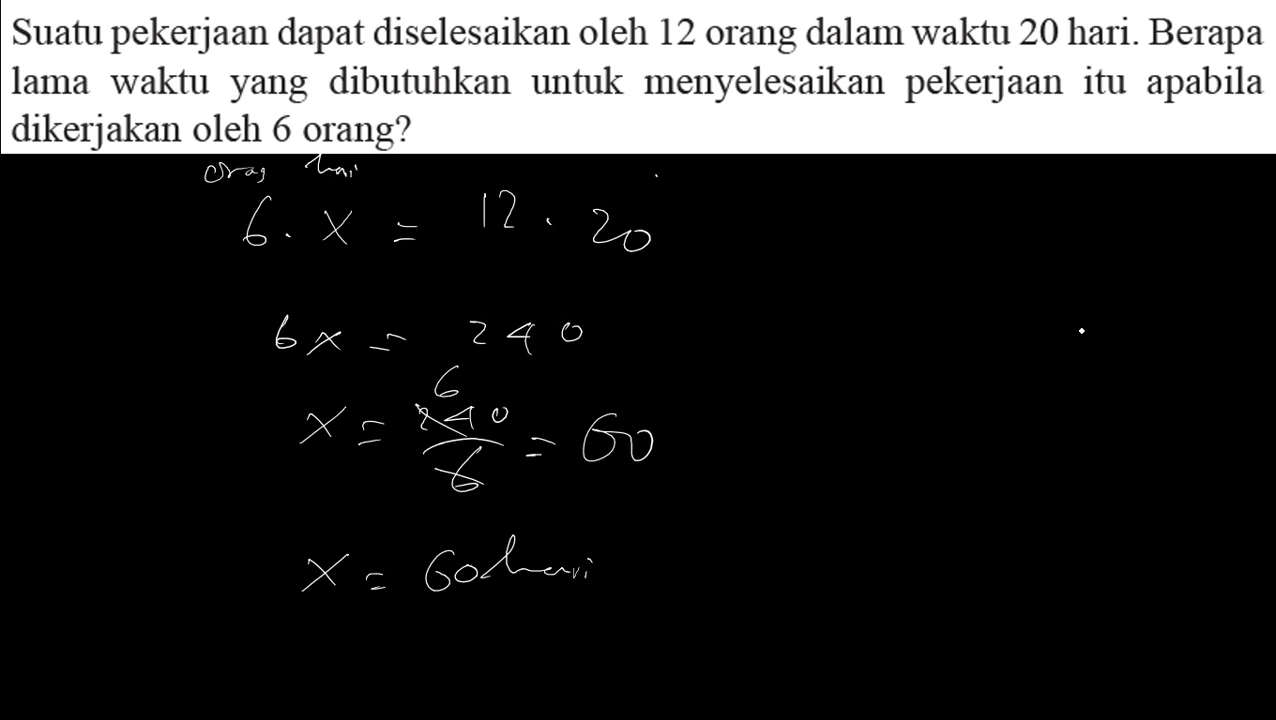 Suatu pekerjaan dapat diselesaikan oleh 12 orang dalam waktu 20 hari. Berapa
lama waktu yang dibutuhkan untuk menyelesaikan pekerjaan itu apabila
dikerjakan oleh 6 orang?
orag hari
6 . x = 12 . 20
6x = 240
6
x = 240/6 = 60
x = 60 hari